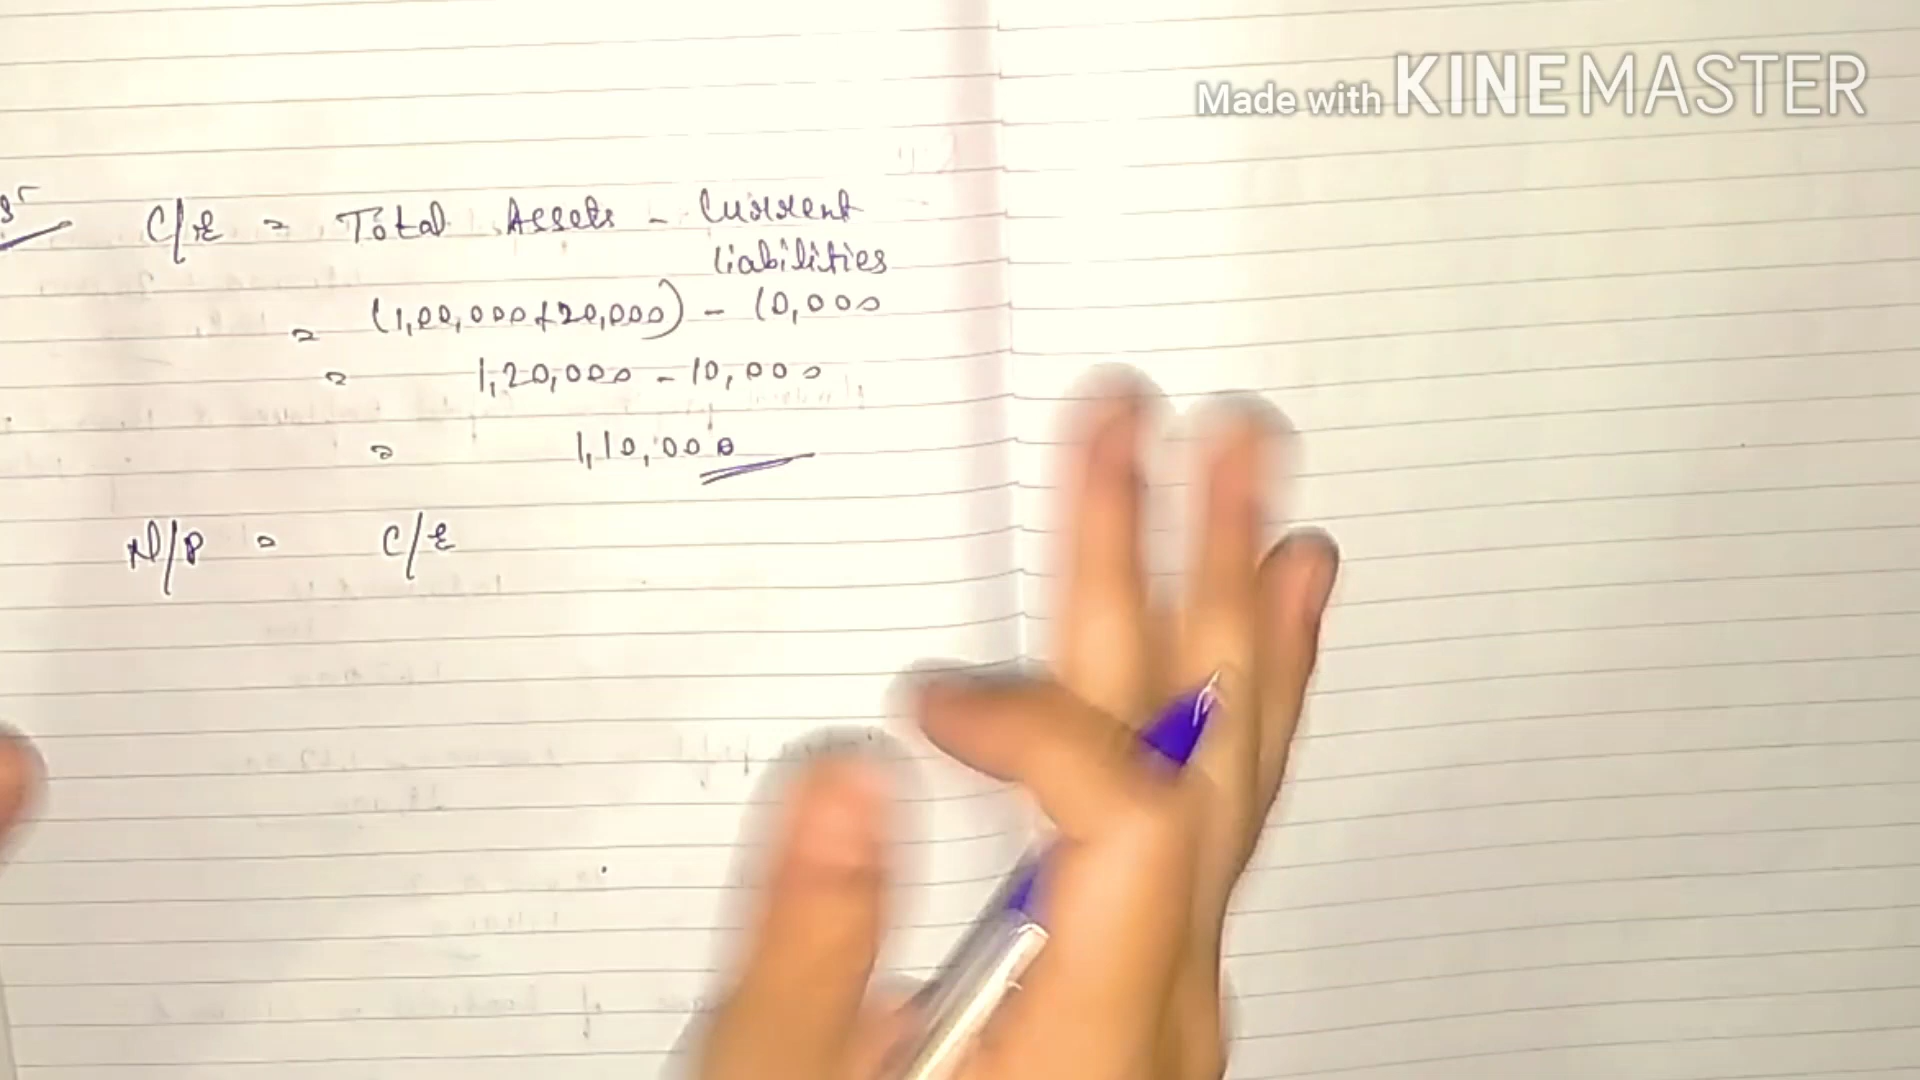 Made with KINEMASTER
C/E = Total Assets - Current
liabilities
= (1,00,000+20,000) - 10,000
= 1,20,000 - 10,000
= 1,10,000
N/P = C/E